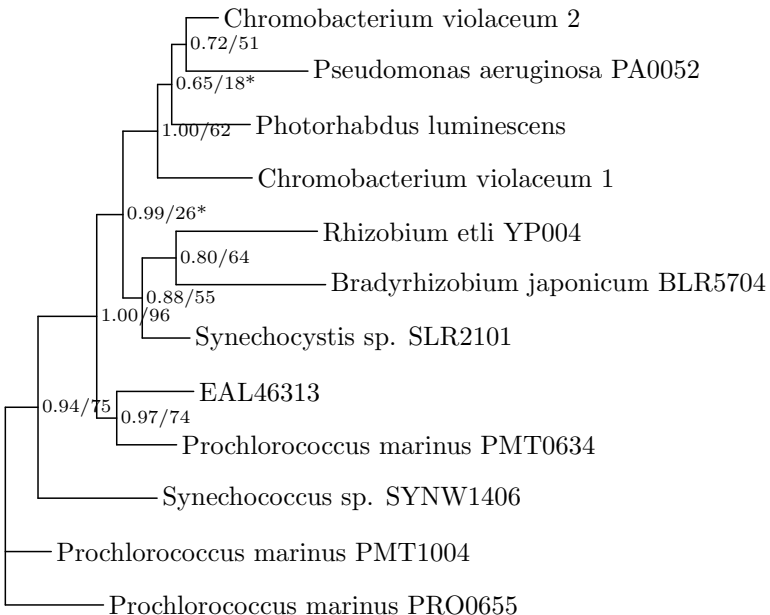 Chromobacterium violaceum 2
0.72/51
Pseudomonas aeruginosa PA0052
0.65/18*
Photorhabdus luminescens
1.00/62
Chromobacterium violaceum 1
0.99/26*
Rhizobium etli YP004
0.80/64
Bradyrhizobium japonicum BLR5704
0.88/55
1.00/96
Synechocystis sp. SLR2101
EAL46313
0.94/75
0.97/74
Prochlorococcus marinus PMT0634
Synechococcus sp. SYNW1406
Prochlorococcus marinus PMT1004
Prochlorococcus marinus PRO0655